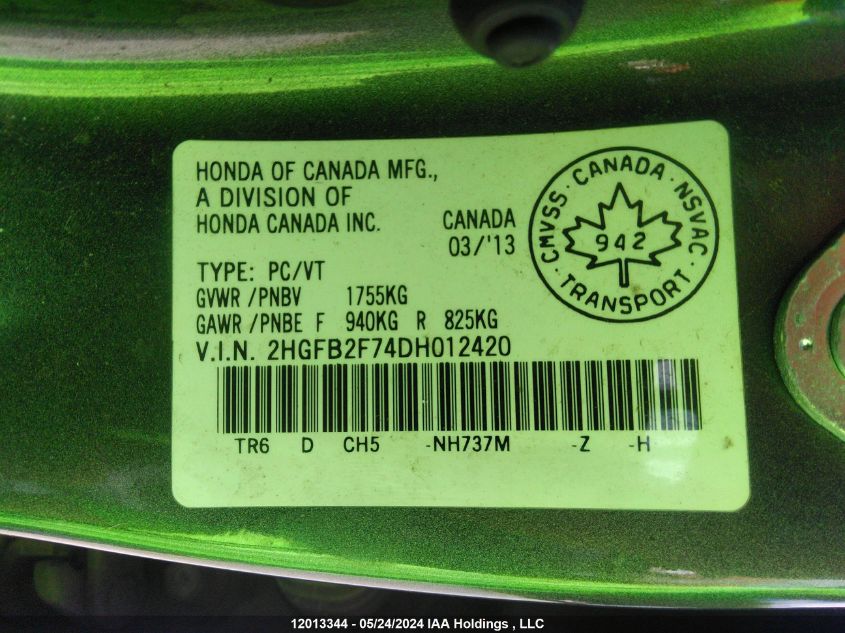 HONDA OF CANADA MFG.,
A DIVISION OF
HONDA CANADA INC.
CANADA
03/'13
TYPE: PC/VT
GVWR /PNBV 1755KG
GAWR /PNBE F 940KG R 825KG
V.I.N. 2HGFB2F74DH012420
TR6 D CH5 -NH737M -Z -H
CMVSS · CANADA · NSVAC
942
· TRANSPORT ·
12013344 - 05/24/2024 IAA Holdings , LLC